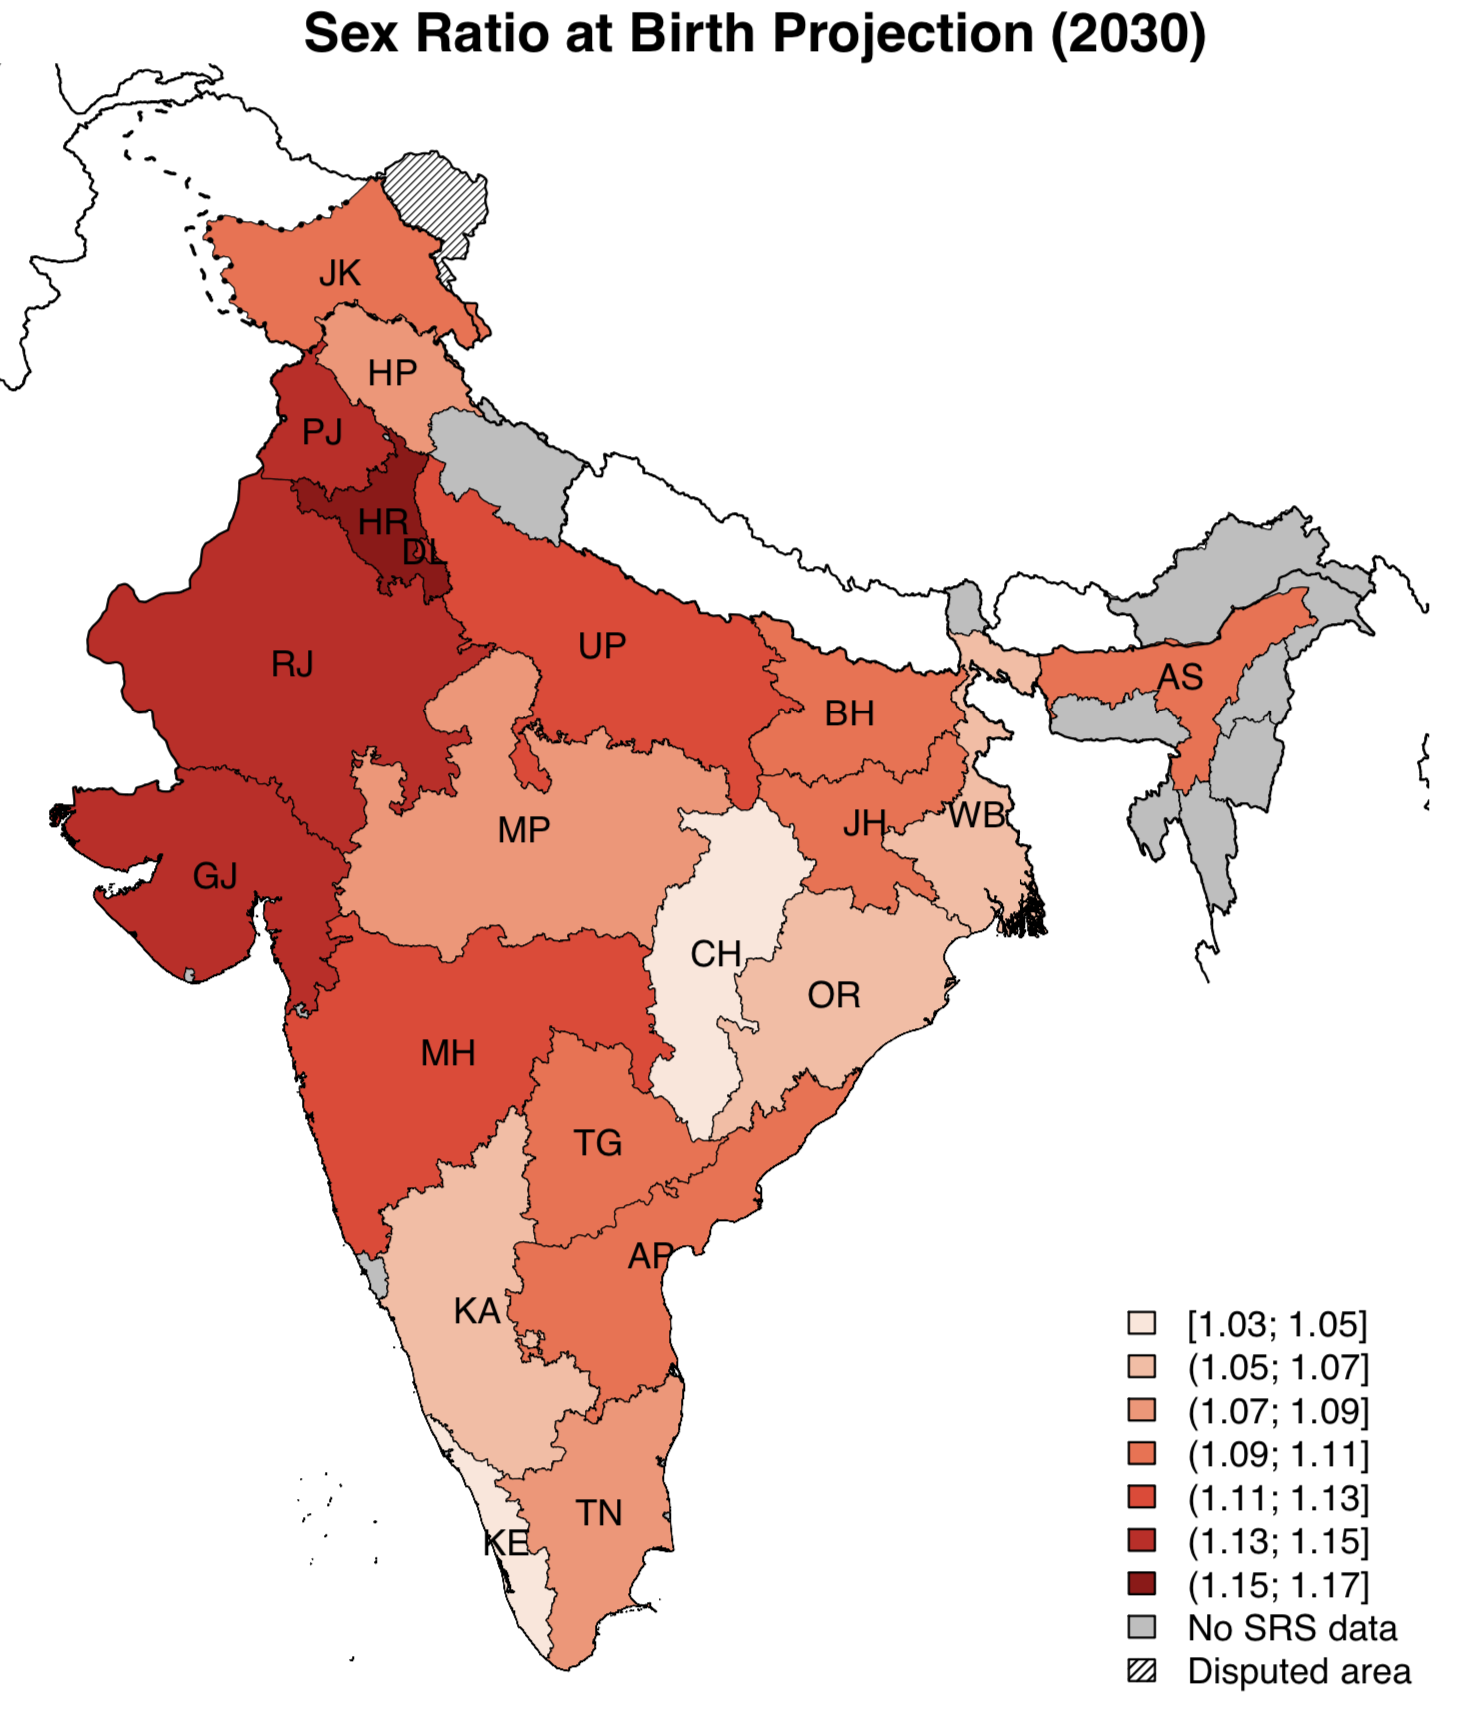 Sex Ratio at Birth Projection (2030)
JK
HP
PJ
HR
DL
RJ
UP
BH
AS
GJ
MP
JH
WB
CH
OR
MH
TG
AP
KA
TN
KE
[1.03; 1.05]
(1.05; 1.07]
(1.07; 1.09]
(1.09; 1.11]
(1.11; 1.13]
(1.13; 1.15]
(1.15; 1.17]
No SRS data
Disputed area